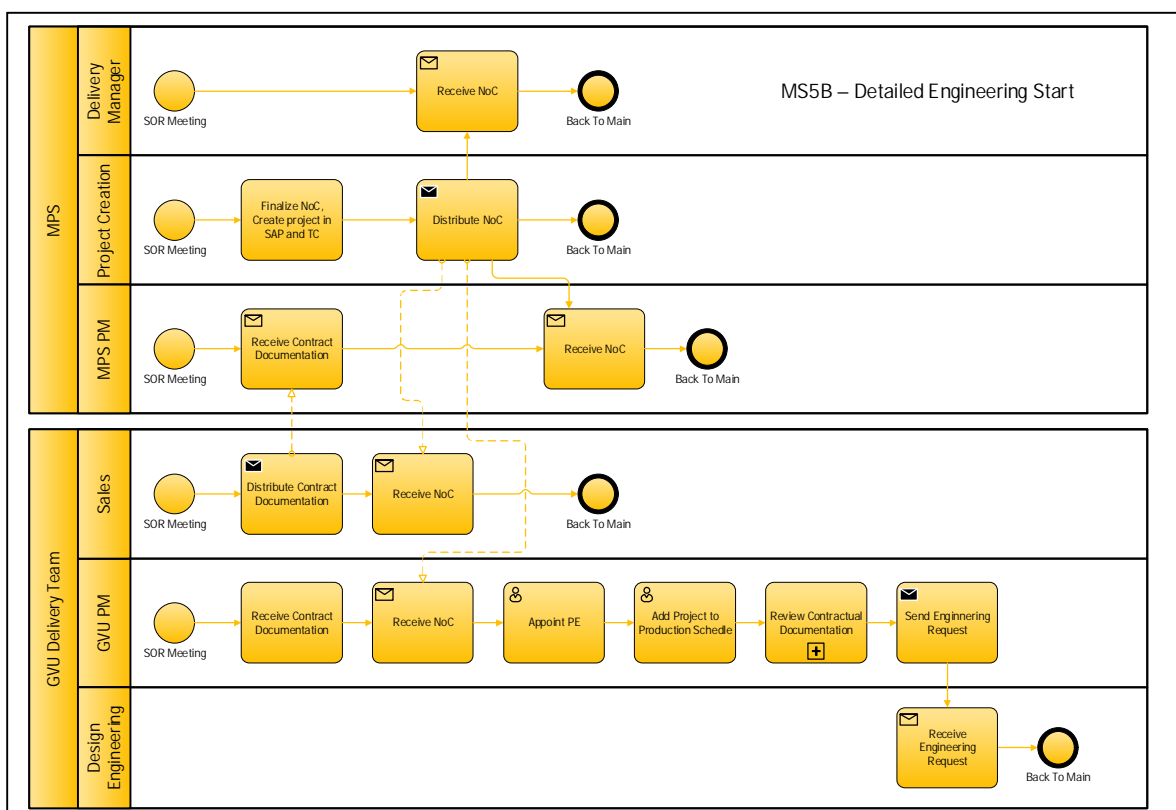 MS5B – Detailed Engineering Start
MPS
Delivery
Manager
SOR Meeting
Receive NoC
Back To Main
Project Creation
SOR Meeting
Finalize NoC,
Create project in
SAP and TC
Distribute NoC
Back To Main
MPS PM
SOR Meeting
Receive Contract
Documentation
Receive NoC
Back To Main
GVU Delivery Team
Sales
SOR Meeting
Distribute Contract
Documentation
Receive NoC
Back To Main
GVU PM
SOR Meeting
Receive Contract
Documentation
Receive NoC
Appoint PE
Add Project to
Production Schedle
Review Contractual
Documentation
Send Enginnering
Request
Design
Engineering
Receive
Engineering
Request
Back To Main